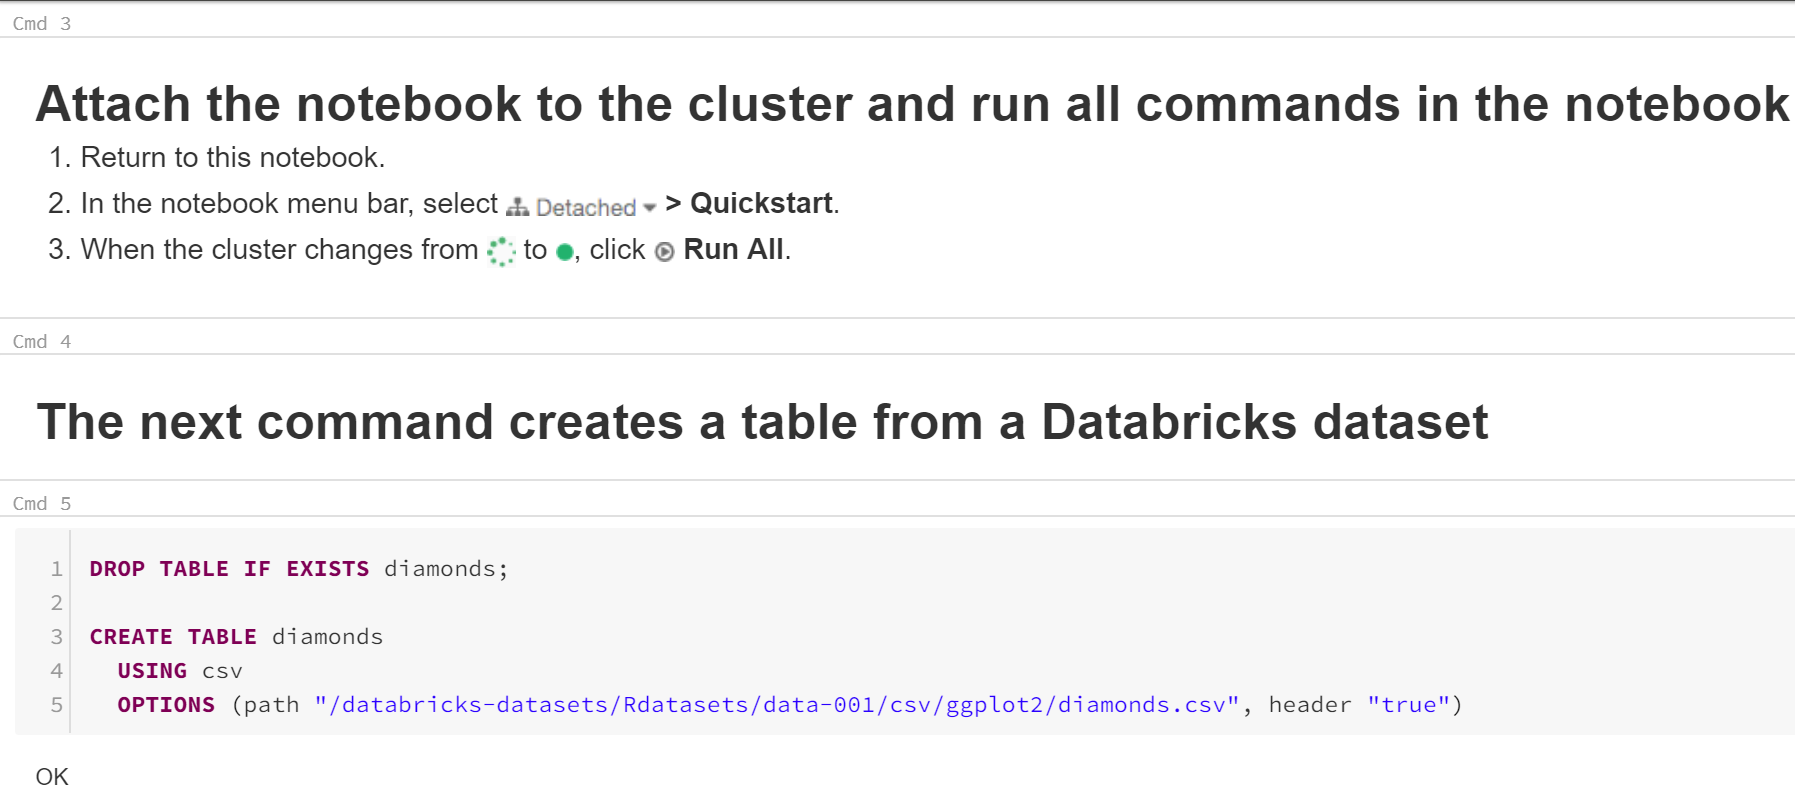 Cmd 3
Attach the notebook to the cluster and run all commands in the notebook
1. Return to this notebook.
2. In the notebook menu bar, select Detached > Quickstart.
3. When the cluster changes from to , click Run All.
Cmd 4
The next command creates a table from a Databricks dataset
Cmd 5
1 DROP TABLE IF EXISTS diamonds;
2
3 CREATE TABLE diamonds
4 USING csv
5 OPTIONS (path "/databricks-datasets/Rdatasets/data-001/csv/ggplot2/diamonds.csv", header "true")
OK